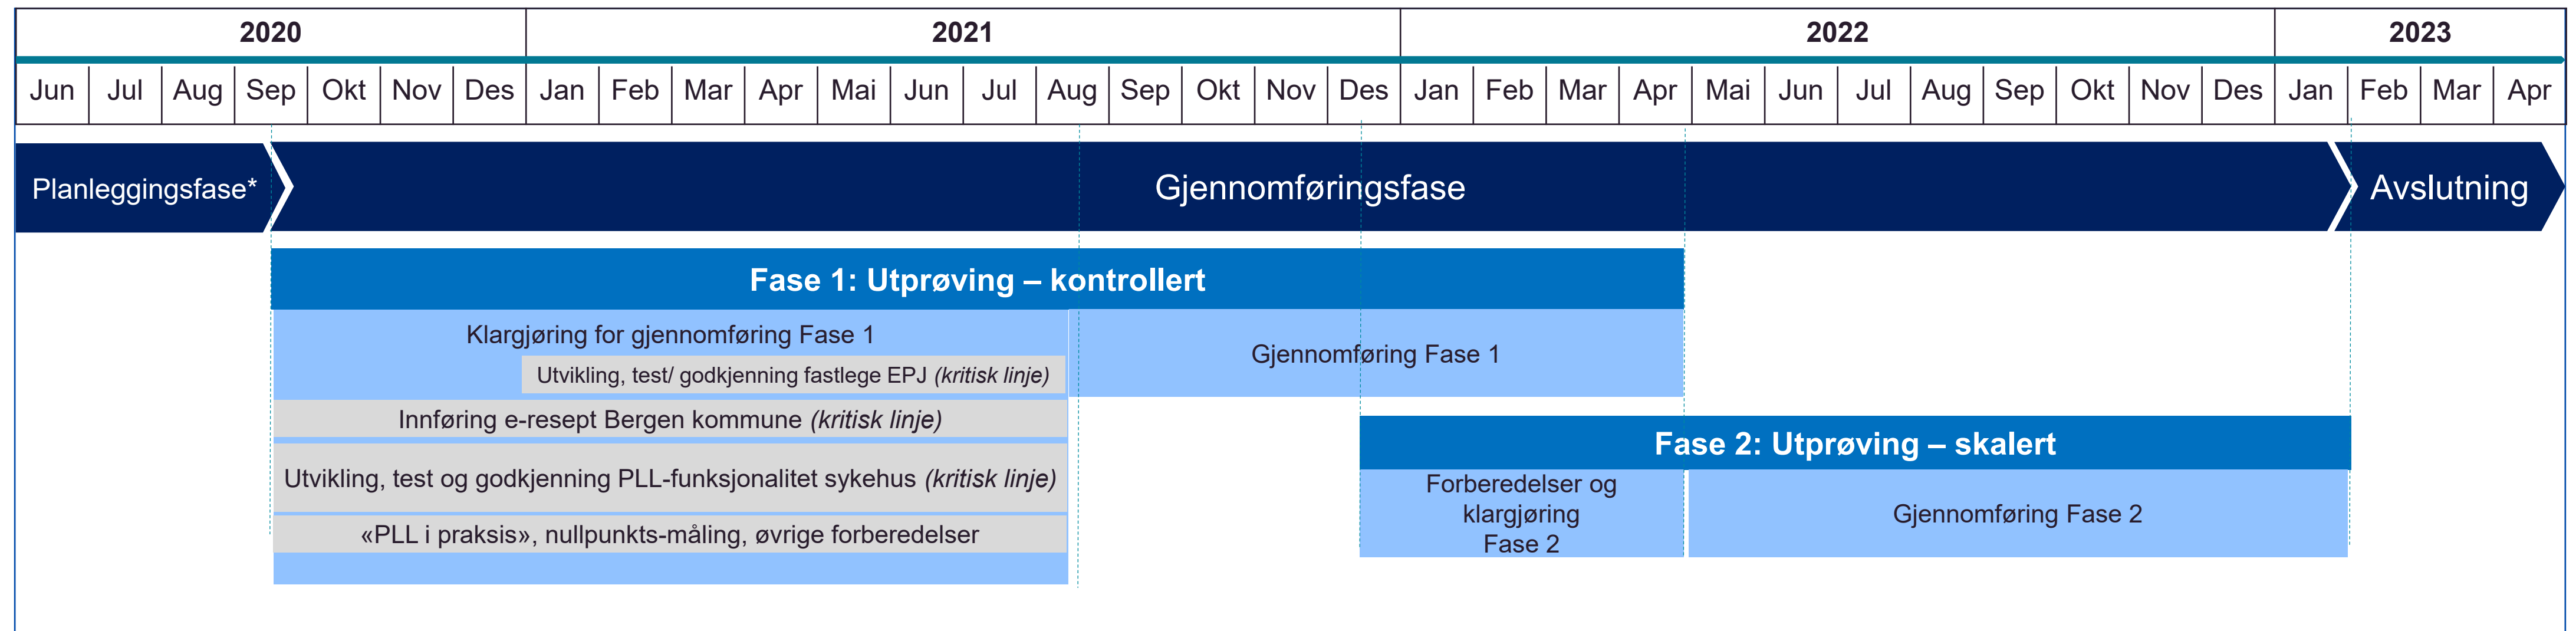 2020 2021 2022 2023
Jun Jul Aug Sep Okt Nov Des Jan Feb Mar Apr Mai Jun Jul Aug Sep Okt Nov Des Jan Feb Mar Apr Mai Jun Jul Aug Sep Okt Nov Des Jan Feb Mar Apr
Planleggingsfase* Gjennomføringsfase Avslutning
Fase 1: Utprøving – kontrollert
Klargjøring for gjennomføring Fase 1
Gjennomføring Fase 1
Utvikling, test/ godkjenning fastlege EPJ (kritisk linje)
Innføring e-resept Bergen kommune (kritisk linje)
Utvikling, test og godkjenning PLL-funksjonalitet sykehus (kritisk linje)
«PLL i praksis», nullpunkts-måling, øvrige forberedelser
Fase 2: Utprøving – skalert
Forberedelser og
klargjøring
Fase 2
Gjennomføring Fase 2